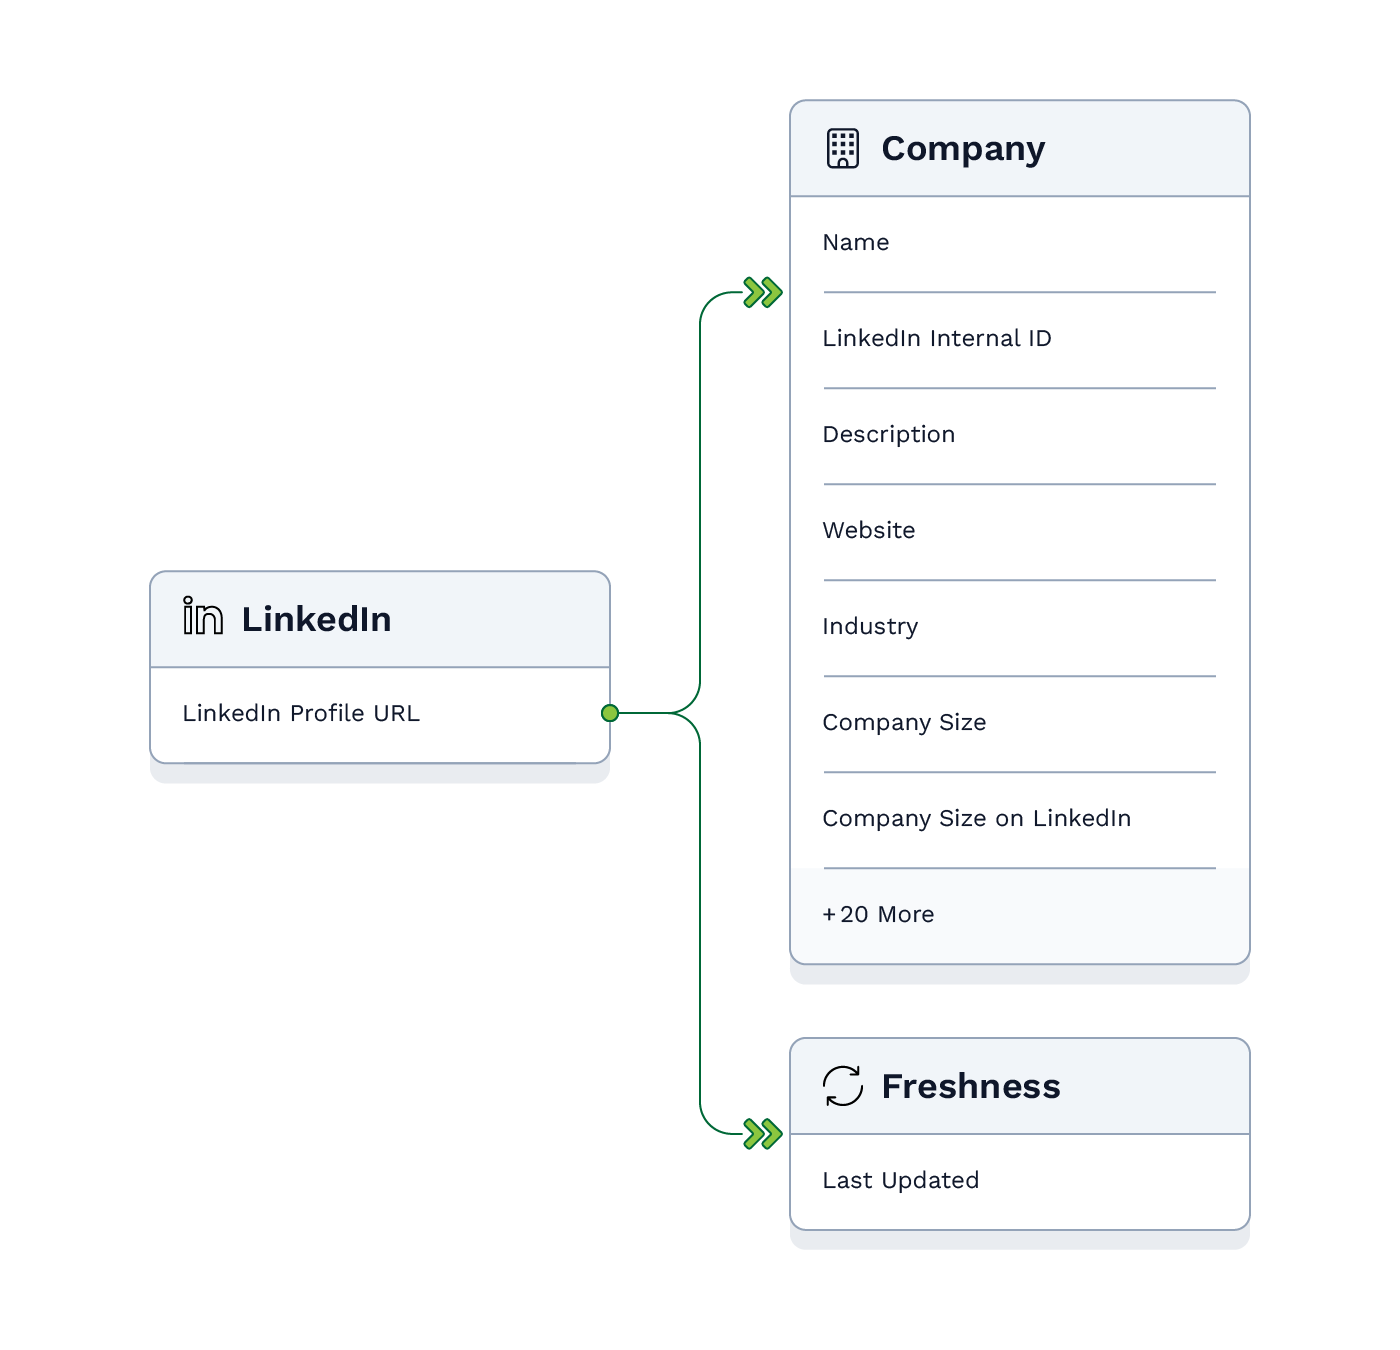 LinkedIn
LinkedIn Profile URL
Company
Name
LinkedIn Internal ID
Description
Website
Industry
Company Size
Company Size on LinkedIn
+20 More
Freshness
Last Updated